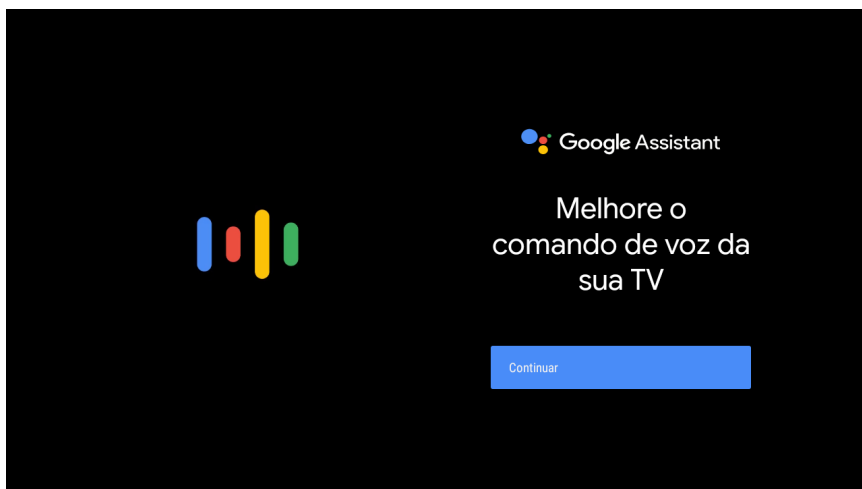 Google Assistant
Melhore o
comando de voz da
sua TV
Continuar